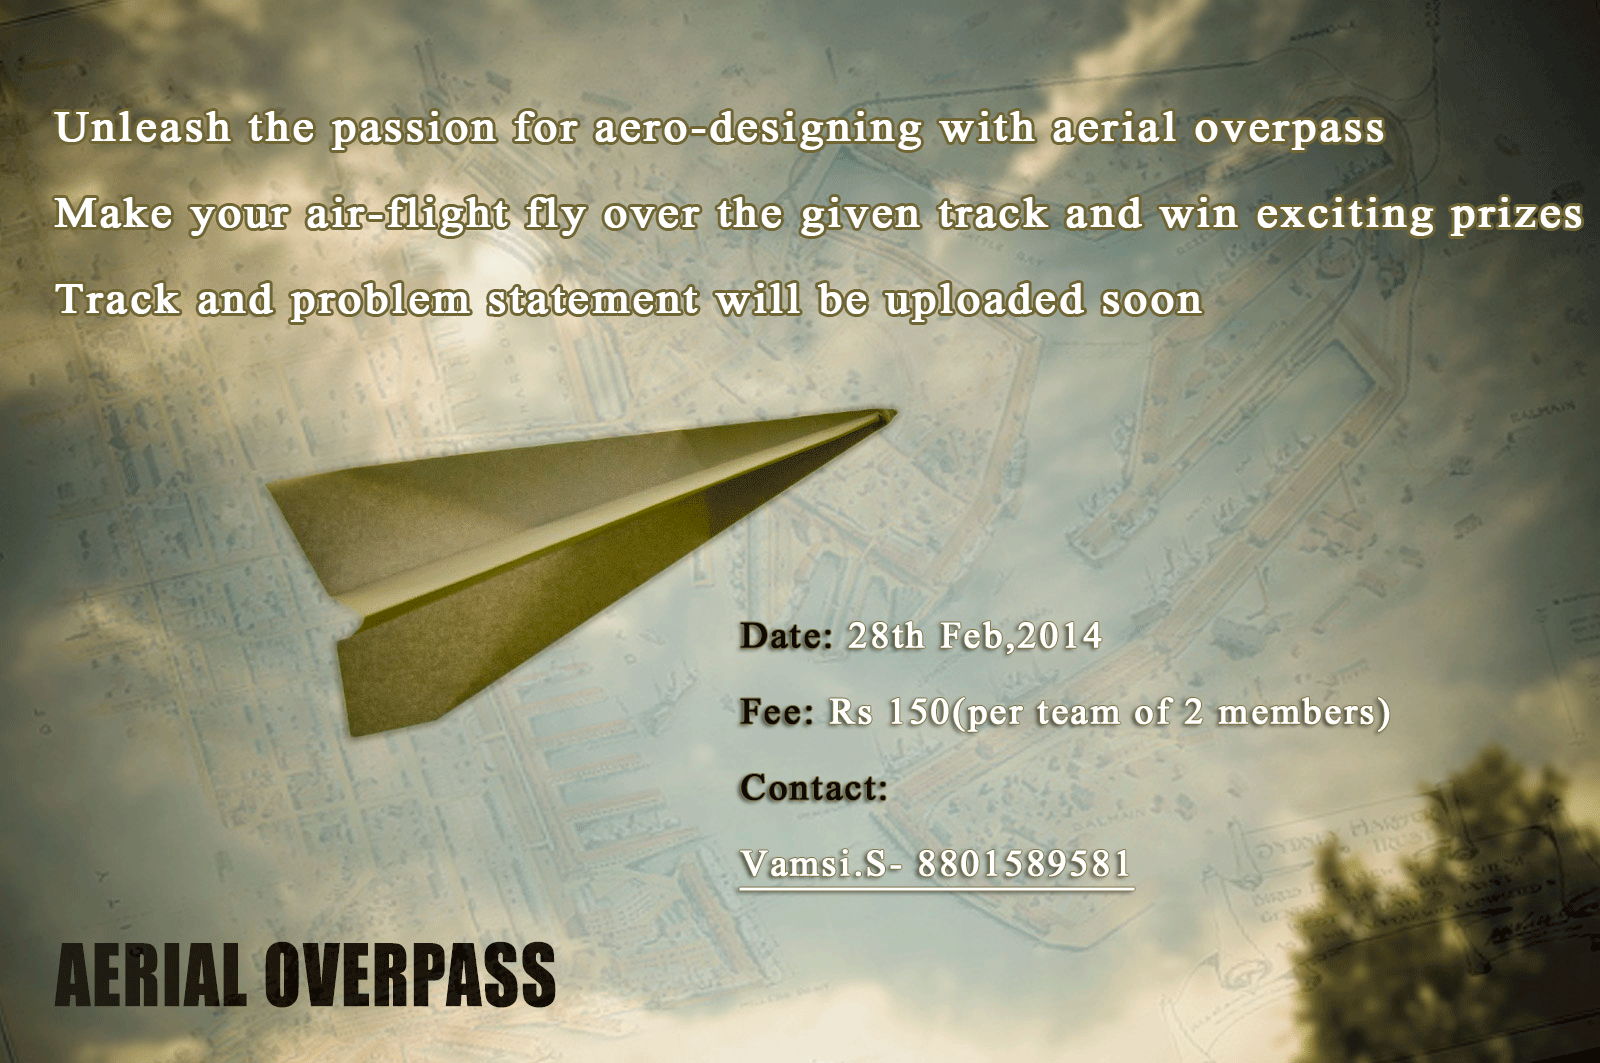 Unleash the passion for aero-designing with aerial overpass
Make your air-flight fly over the given track and win exciting prizes
Track and problem statement will be uploaded soon
Date: 28th Feb,2014
Fee: Rs 150(per team of 2 members)
Contact:
Vamsi.S- 8801589581
AERIAL OVERPASS
BALMAIN
BALMAIN